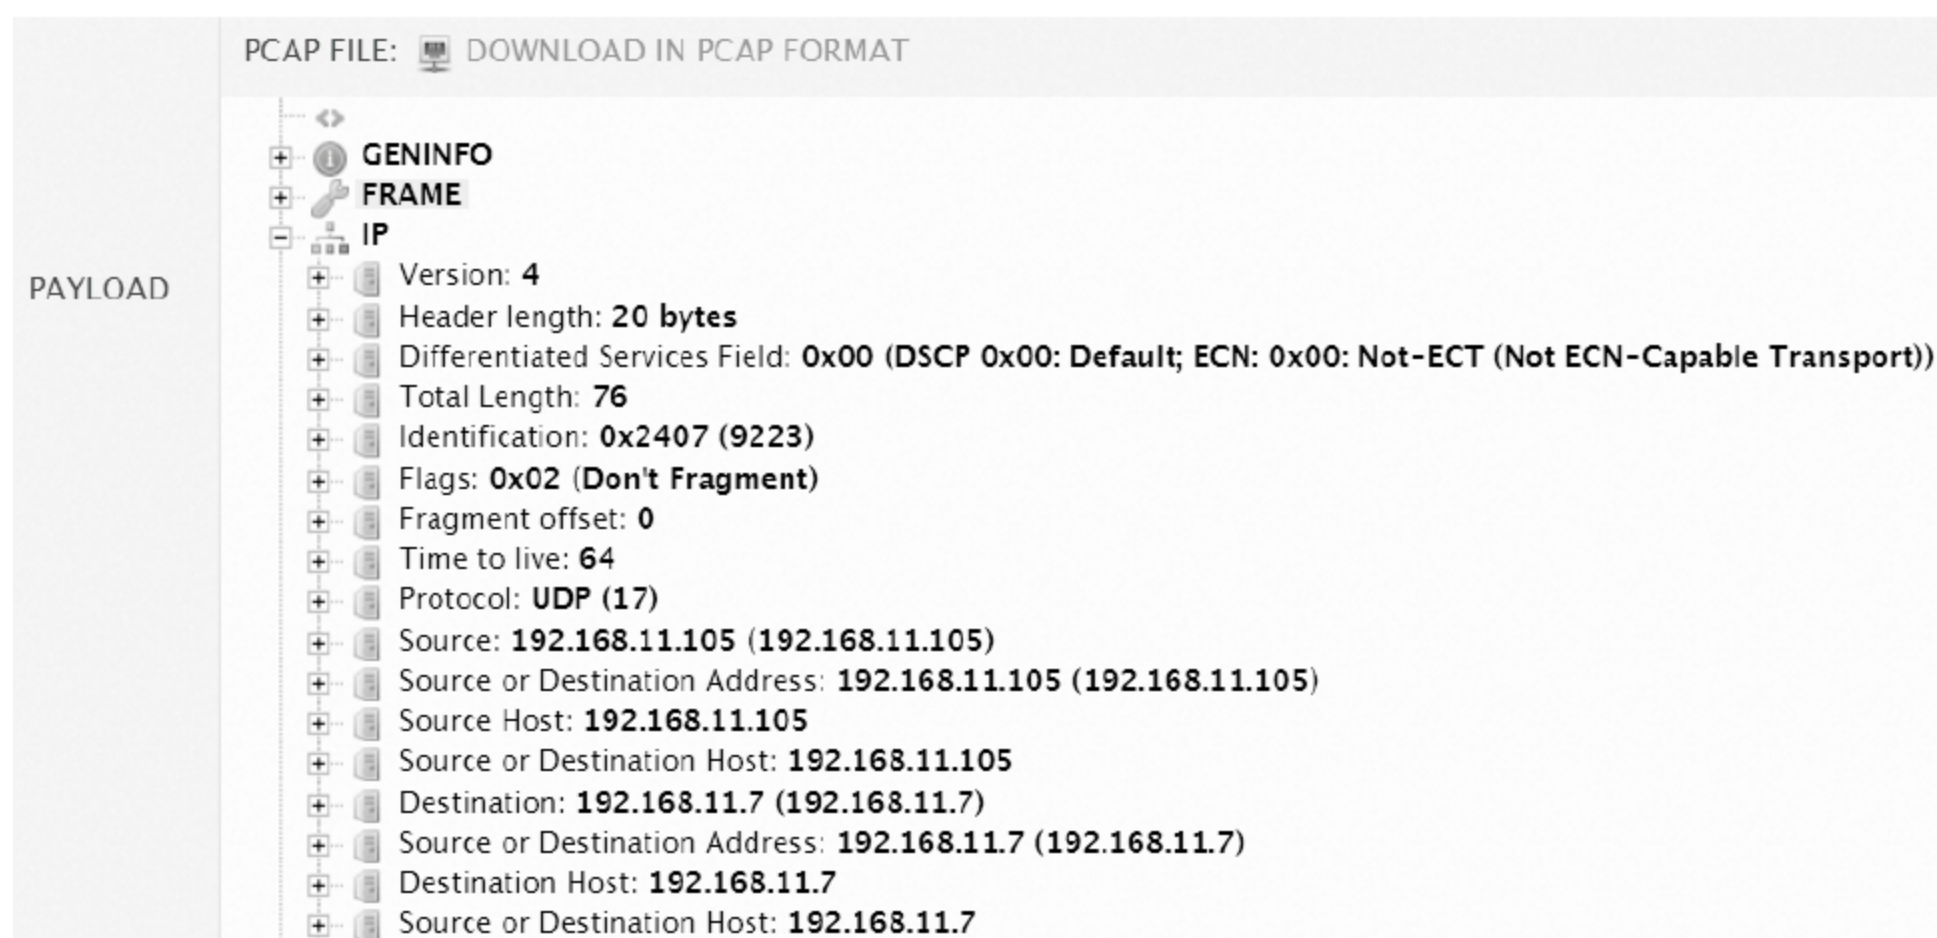 PCAP FILE: DOWNLOAD IN PCAP FORMAT
<>
GENINFO
FRAME
IP
PAYLOAD
Version: 4
Header length: 20 bytes
Differentiated Services Field: 0x00 (DSCP 0x00: Default; ECN: 0x00: Not-ECT (Not ECN-Capable Transport))
Total Length: 76
Identification: 0x2407 (9223)
Flags: 0x02 (Don't Fragment)
Fragment offset: 0
Time to live: 64
Protocol: UDP (17)
Source: 192.168.11.105 (192.168.11.105)
Source or Destination Address: 192.168.11.105 (192.168.11.105)
Source Host: 192.168.11.105
Source or Destination Host: 192.168.11.105
Destination: 192.168.11.7 (192.168.11.7)
Source or Destination Address: 192.168.11.7 (192.168.11.7)
Destination Host: 192.168.11.7
Source or Destination Host: 192.168.11.7